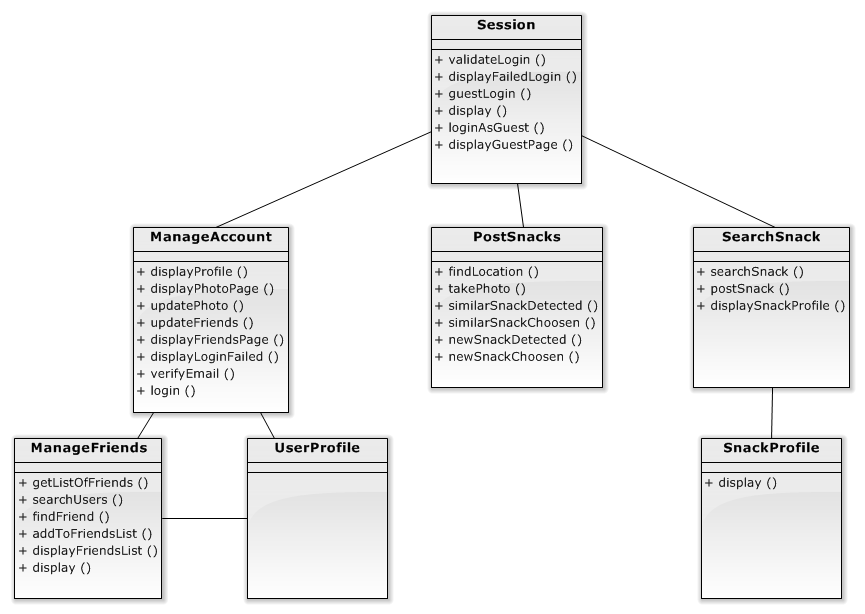 Session
+ validateLogin ()
+ displayFailedLogin ()
+ guestLogin ()
+ display ()
+ loginAsGuest ()
+ displayGuestPage ()
ManageAccount
+ displayProfile ()
+ displayPhotoPage ()
+ updatePhoto ()
+ updateFriends ()
+ displayFriendsPage ()
+ displayLoginFailed ()
+ verifyEmail ()
+ login ()
PostSnacks
+ findLocation ()
+ takePhoto ()
+ similarSnackDetected ()
+ similarSnackChoosen ()
+ newSnackDetected ()
+ newSnackChoosen ()
SearchSnack
+ searchSnack ()
+ postSnack ()
+ displaySnackProfile ()
ManageFriends
+ getListOfFriends ()
+ searchUsers ()
+ findFriend ()
+ addToFriendsList ()
+ displayFriendsList ()
+ display ()
UserProfile
SnackProfile
+ display ()